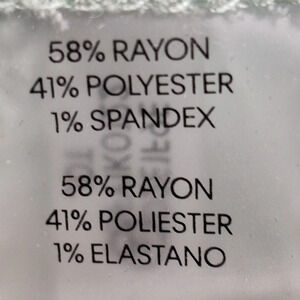 58% RAYON
41% POLYESTER
1% SPANDEX
58% RAYON
41% POLIESTER
1% ELASTANO